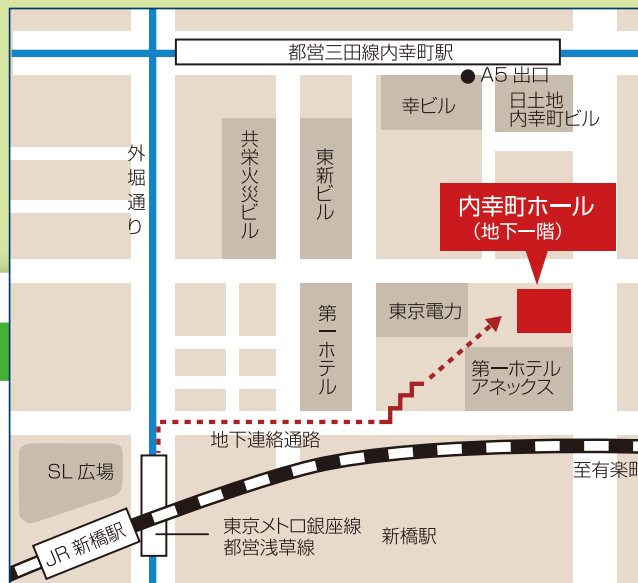 都営三田線内幸町駅
A5 出口
幸ビル
日土地
内幸町ビル
外堀通り
共栄火災ビル
東新ビル
内幸町ホール
（地下一階）
第一ホテル
東京電力
第一ホテル
アネックス
地下連絡通路
SL 広場
至有楽町
JR 新橋駅
東京メトロ銀座線
都営浅草線
新橋駅